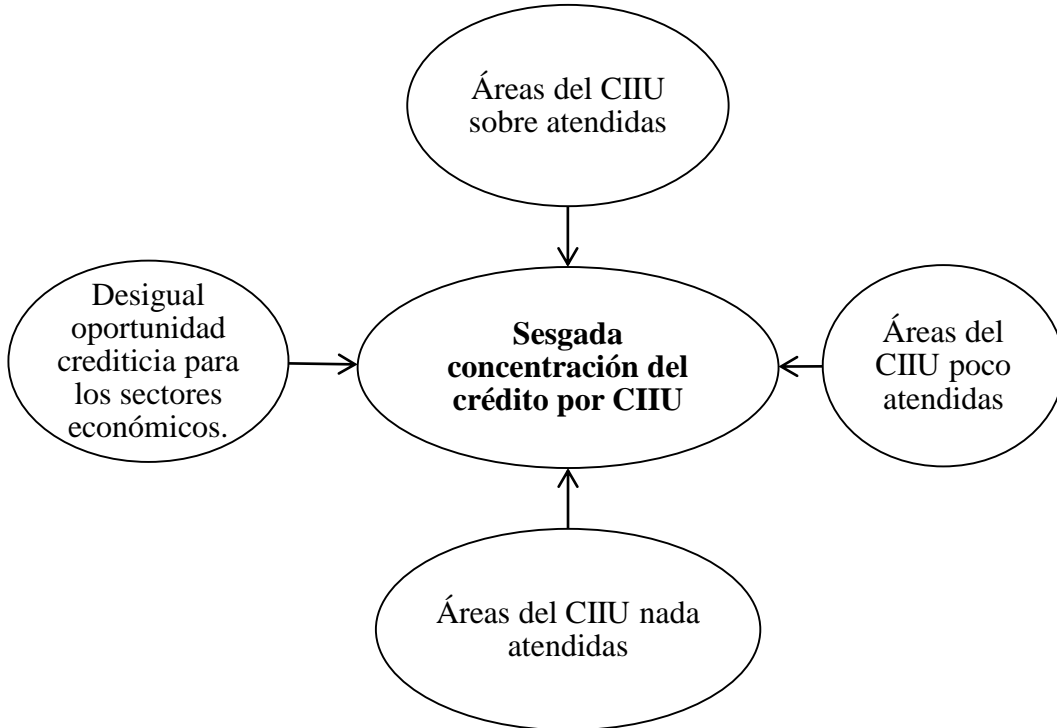 Áreas del CIIU
sobre atendidas
Desigual
oportunidad
crediticia para
los sectores
económicos.
Sesgada
concentración del
crédito por CIIU
Áreas del
CIIU poco
atendidas
Áreas del CIIU nada
atendidas